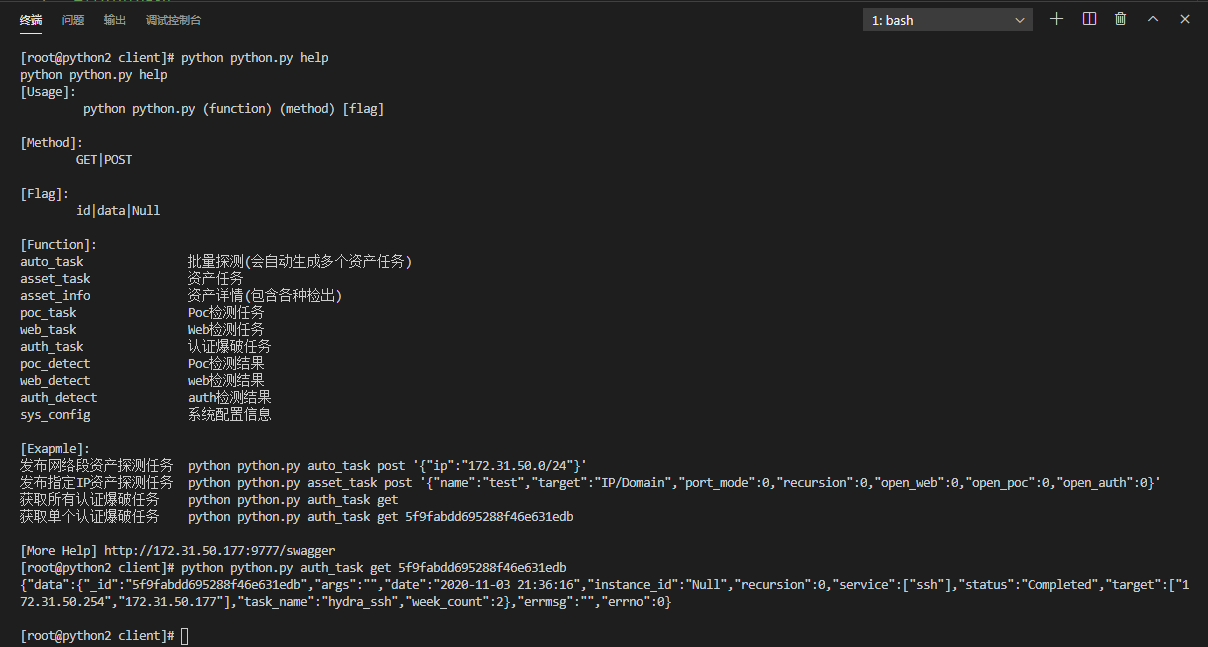 终端 问题 输出 调试控制台 1: bash
[root@python2 client]# python python.py help
python python.py help
[Usage]:
python python.py (function) (method) [flag]
[Method]:
GET|POST
[Flag]:
id|data|Null
[Function]:
auto_task 批量探测(会自动生成多个资产任务)
asset_task 资产任务
asset_info 资产详情(包含各种检出)
poc_task Poc检测任务
web_task Web检测任务
auth_task 认证爆破任务
poc_detect Poc检测结果
web_detect web检测结果
auth_detect auth检测结果
sys_config 系统配置信息
[Exapmle]:
发布网络段资产探测任务 python python.py auto_task post '{"ip":"172.31.50.0/24"}'
发布指定IP资产探测任务 python python.py asset_task post '{"name":"test","target":"IP/Domain","port_mode":0,"recursion":0,"open_web":0,"open_poc":0,"open_auth":0}'
获取所有认证爆破任务 python python.py auth_task get
获取单个认证爆破任务 python python.py auth_task get 5f9fabdd695288f46e631edb
[More Help] http://172.31.50.177:9777/swagger
[root@python2 client]# python python.py auth_task get 5f9fabdd695288f46e631edb
{"data":{"_id":"5f9fabdd695288f46e631edb","args":"","date":"2020-11-03 21:36:16","instance_id":"Null","recursion":0,"service":["ssh"],"status":"Completed","target":["1
72.31.50.254","172.31.50.177"],"task_name":"hydra_ssh","week_count":2},"errmsg":"","errno":0}
[root@python2 client]#